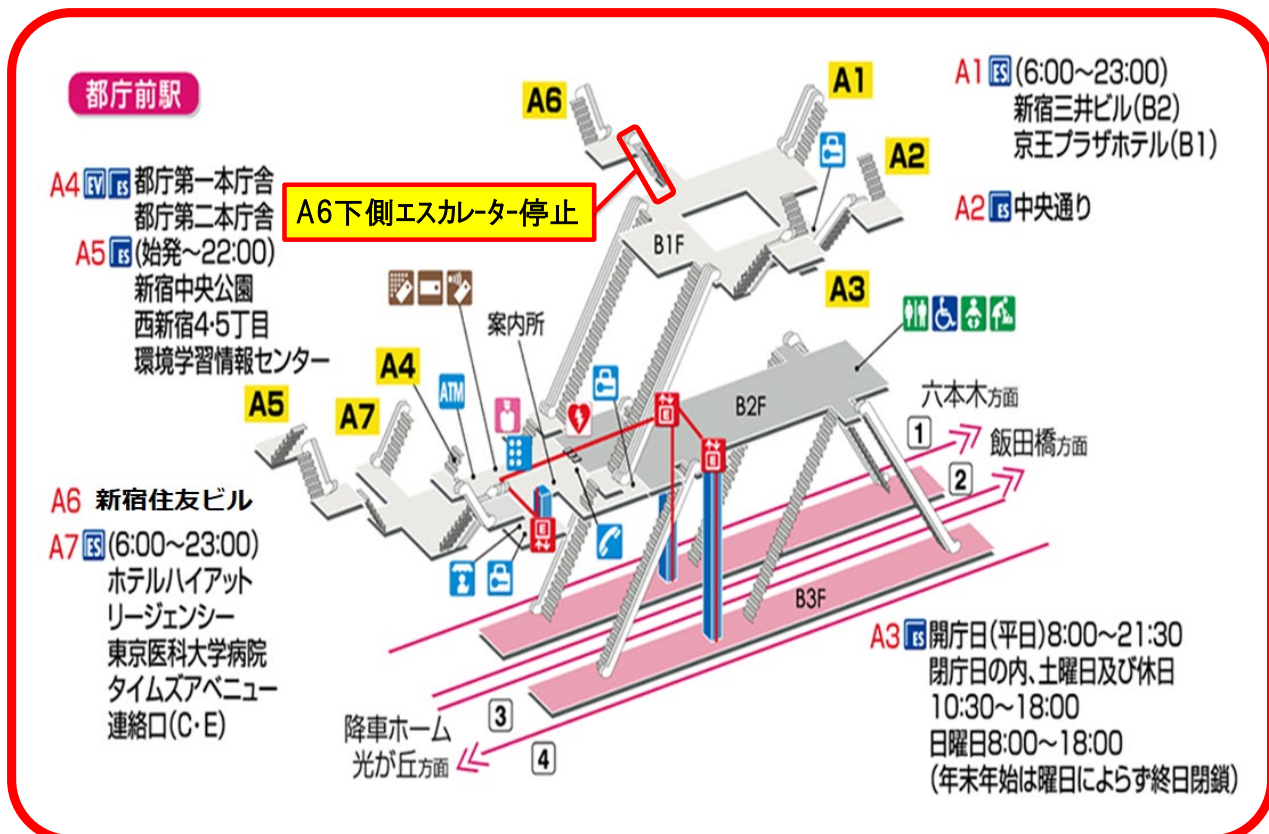 都庁前駅
A6
A1
A1 ES (6:00~23:00)
新宿三井ビル(B2)
京王プラザホテル(B1)
A2
A2 ES 中央通り
A4 EV ES 都庁第一本庁舎
都庁第二本庁舎
A5 ES (始発~22:00)
新宿中央公園
西新宿4・5丁目
環境学習情報センター
A6下側エスカレーター停止
B1F
A3
案内所
A4
ATM
A5
A7
B2F
E
E
E
六本木方面
1
飯田橋方面
2
A6 新宿住友ビル
A7 ES (6:00~23:00)
ホテルハイアット
リージェンシー
東京医科大学病院
タイムズアベニュー
連絡口(C・E)
B3F
A3 ES 開庁日(平日)8:00~21:30
閉庁日の内、土曜日及び休日
10:30~18:00
日曜日8:00~18:00
(年末年始は曜日によらず終日閉鎖)
降車ホーム
3
光が丘方面
4